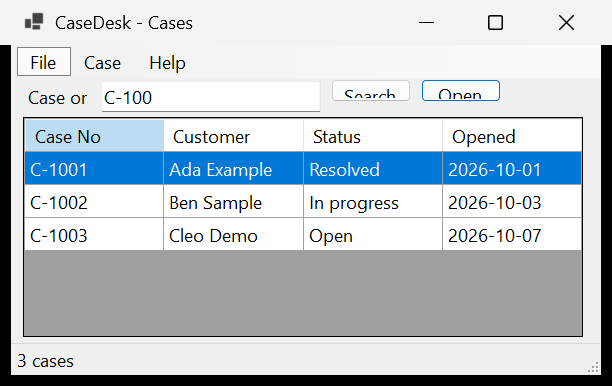 CaseDesk - Cases
File Case Help
Case or C-100 Search Open
Case No Customer Status Opened
C-1001 Ada Example Resolved 2026-10-01
C-1002 Ben Sample In progress 2026-10-03
C-1003 Cleo Demo Open 2026-10-07
3 cases